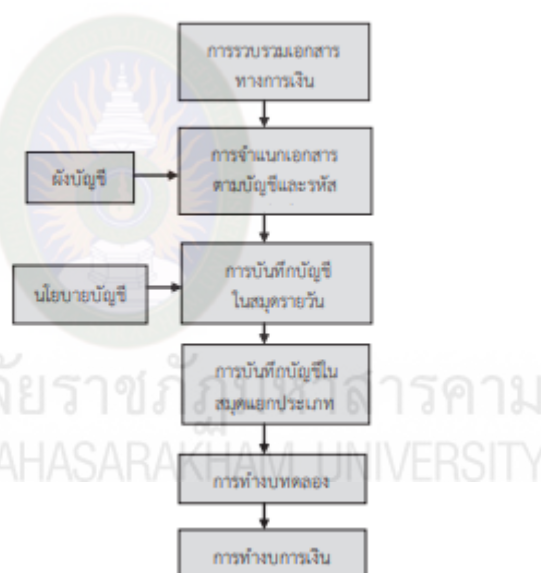 การรวบรวมเอกสาร
ทางการเงิน
การจำแนกเอกสาร
ตามบัญชีและรหัส
ผังบัญชี
การบันทึกบัญชี
ในสมุดรายวัน
นโยบายบัญชี
การบันทึกบัญชีใน
สมุดแยกประเภท
ลัยราชภัฏมหาสารคาม
AHASARAKHAM UNIVERSITY
การทำงบทดลอง
การทำงบการเงิน